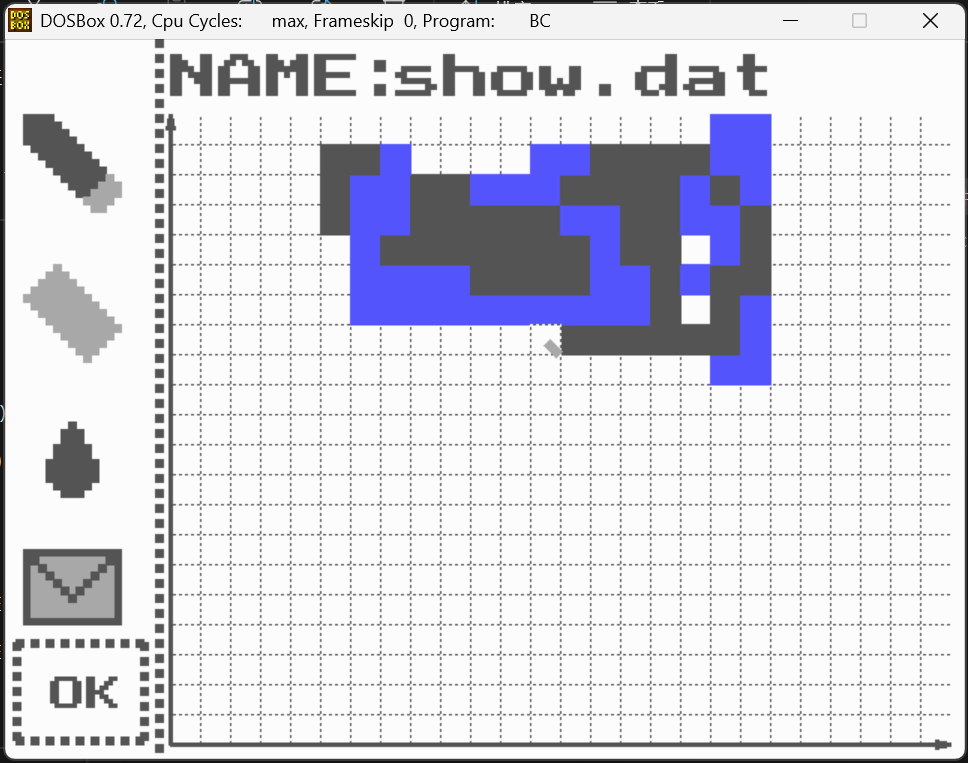 DOSBox 0.72, Cpu Cycles: max, Frameskip 0, Program: BC
NAME:show.dat
OK